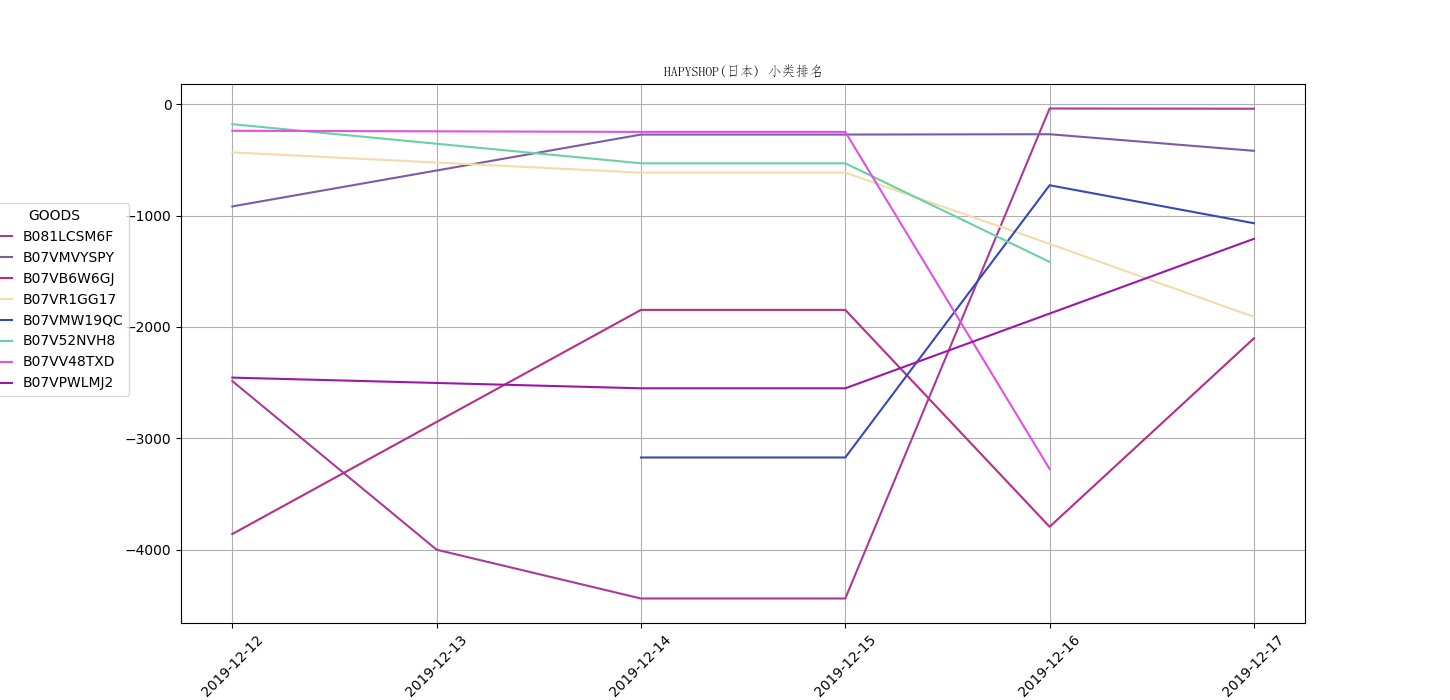 HAPYSHOP(日本) 小类排名
0
−1000
−2000
−3000
−4000
GOODS
B081LCSM6F
B07VMVYSPY
B07VB6W6GJ
B07VR1GG17
B07VMW19QC
B07V52NVH8
B07VV48TXD
B07VPWLMJ2
2019-12-12
2019-12-13
2019-12-14
2019-12-15
2019-12-16
2019-12-17